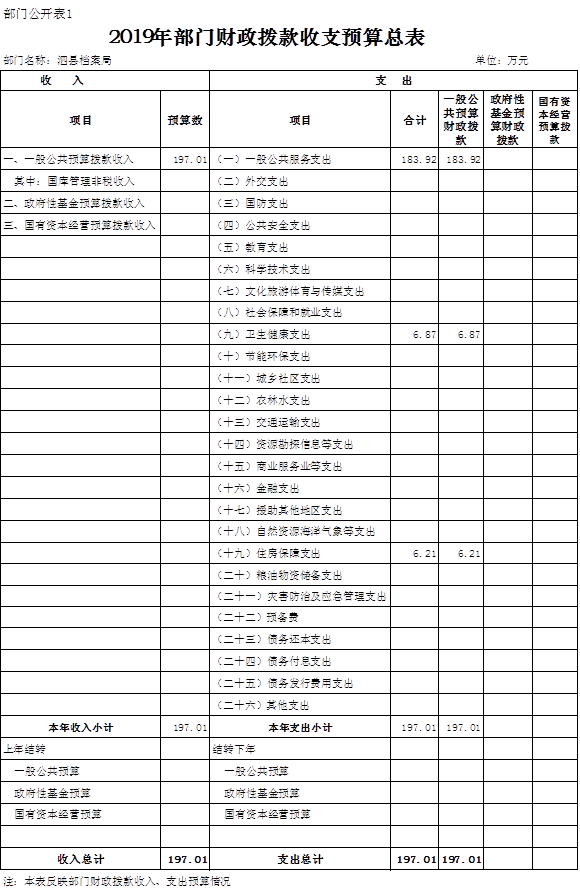 部门公开表1
2019年部门财政拨款收支预算总表
部门名称：泗县档案局 单位：万元
收 入 支 出
项目 预算数 项目 合计 一般公共预算财政拨款 政府性基金预算财政拨款 国有资本经营预算拨款
一、一般公共预算拨款收入 197.01 （一）一般公共服务支出 183.92 183.92
其中：国库管理非税收入 （二）外交支出
二、政府性基金预算拨款收入 （三）国防支出
三、国有资本经营预算拨款收入 （四）公共安全支出
（五）教育支出
（六）科学技术支出
（七）文化旅游体育与传媒支出
（八）社会保障和就业支出
（九）卫生健康支出 6.87 6.87
（十）节能环保支出
（十一）城乡社区支出
（十二）农林水支出
（十三）交通运输支出
（十四）资源勘探信息等支出
（十五）商业服务业等支出
（十六）金融支出
（十七）援助其他地区支出
（十八）自然资源海洋气象等支出
（十九）住房保障支出 6.21 6.21
（二十）粮油物资储备支出
（二十一）灾害防治及应急管理支出
（二十二）预备费
（二十三）债务还本支出
（二十四）债务付息支出
（二十五）债务发行费用支出
（二十六）其他支出
本年收入小计 197.01 本年支出小计 197.01 197.01
上年结转 结转下年
一般公共预算 一般公共预算
政府性基金预算 政府性基金预算
国有资本经营预算 国有资本经营预算
收入总计 197.01 支出总计 197.01 197.01
注：本表反映部门财政拨款收入、支出预算情况